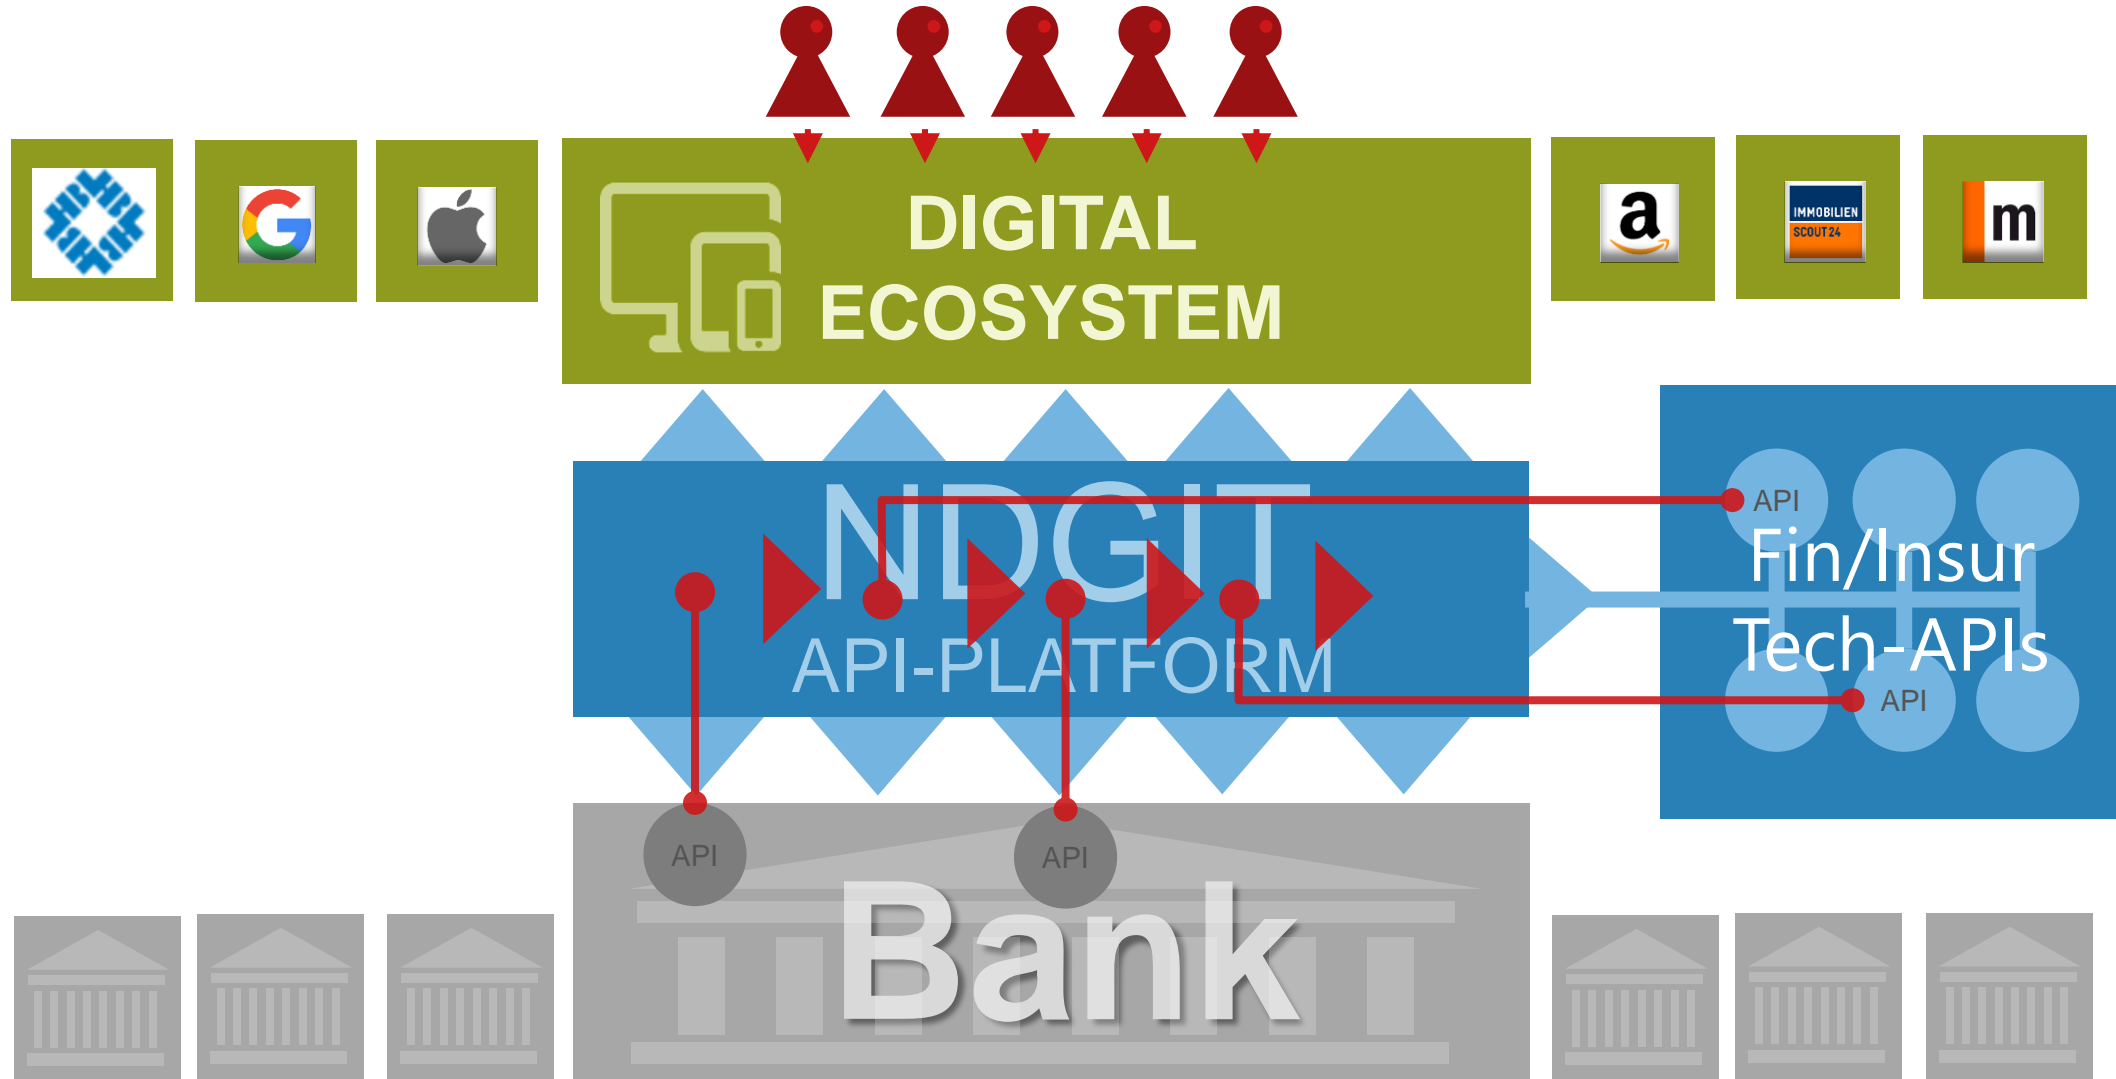 DIGITAL
ECOSYSTEM
a
IMMOBILIEN
SCOUT24
m
NDGIT
API-PLATFORM
API
Fin/Insur
Tech-APIs
API
API
API
Bank